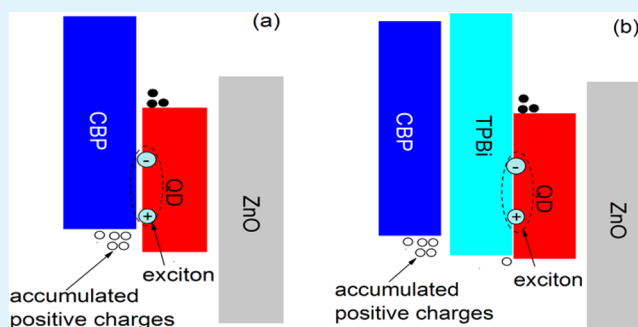 (a)
CBP
-
QD
+
ZnO
exciton
accumulated
positive charges
(b)
CBP
TPBi
-
QD
+
ZnO
exciton
accumulated
positive charges